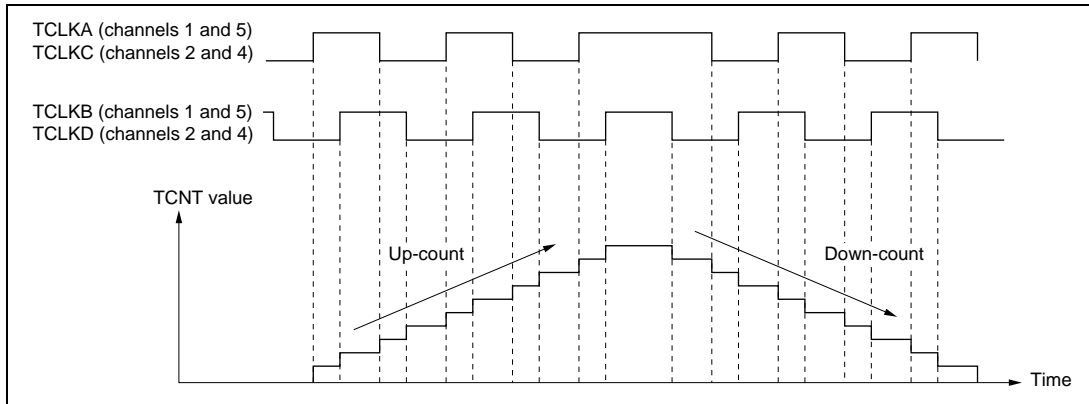 TCLKA (channels 1 and 5)
TCLKC (channels 2 and 4)
TCLKB (channels 1 and 5)
TCLKD (channels 2 and 4)
TCNT value
Up-count
Down-count
Time